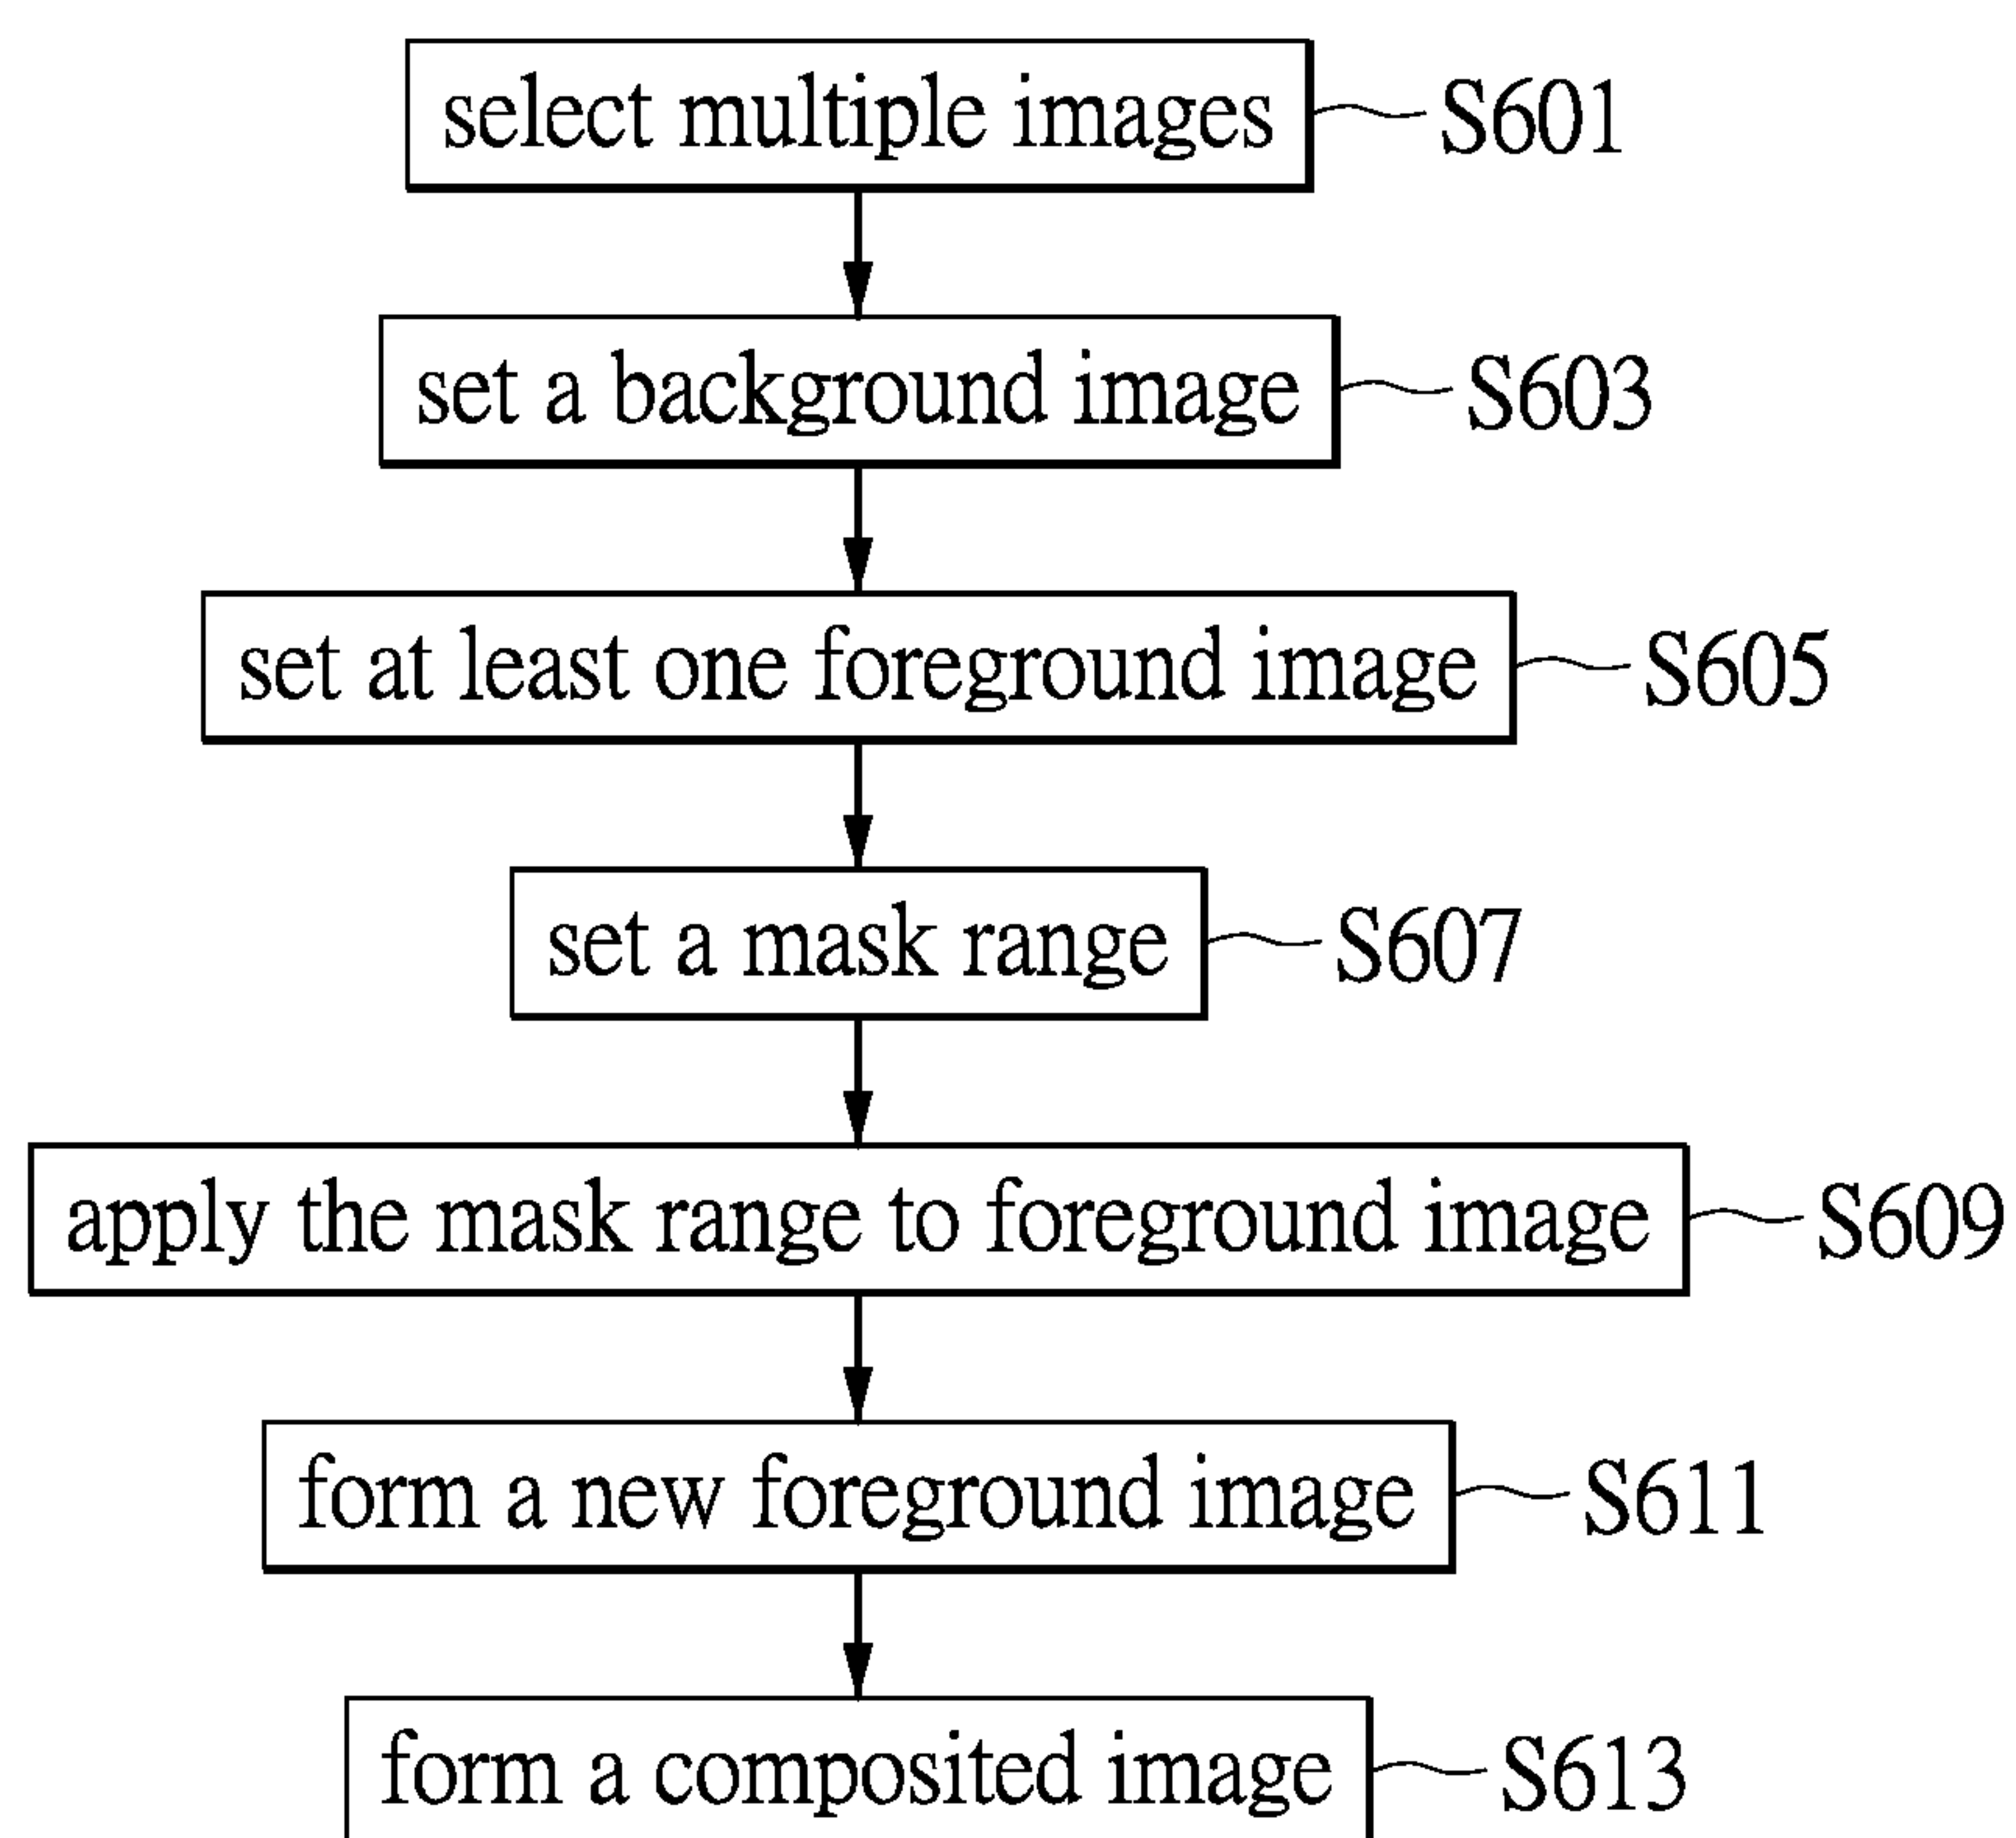 select multiple images S601
set a background image S603
set at least one foreground image S605
set a mask range S607
apply the mask range to foreground image S609
form a new foreground image S611
form a composited image S613